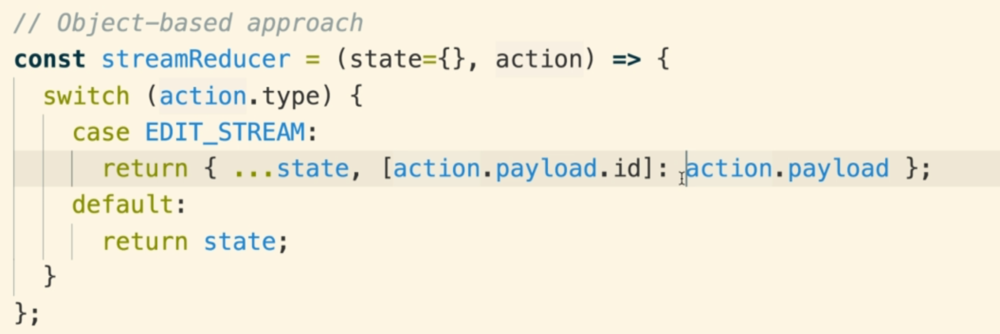 // Object-based approach
const streamReducer = (state={}, action) => {
  switch (action.type) {
    case EDIT_STREAM:
      return { ...state, [action.payload.id]: action.payload };
    default:
      return state;
  }
};